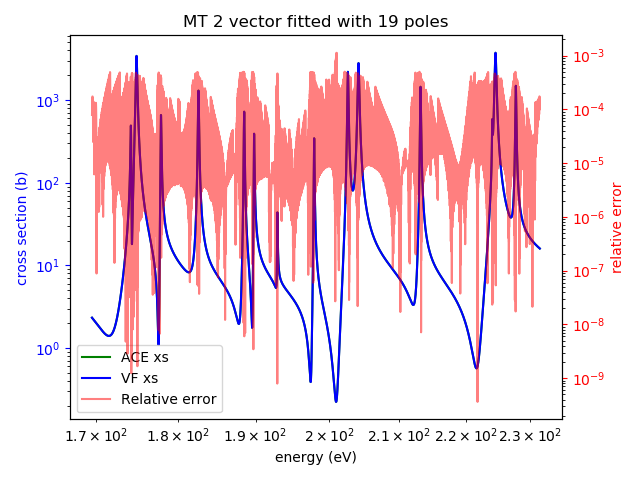 MT 2 vector fitted with 19 poles
cross section (b)
10³
10²
10¹
10⁰
10⁻³
10⁻⁴
10⁻⁵
10⁻⁶
10⁻⁷
10⁻⁸
10⁻⁹
relative error
ACE xs
VF xs
Relative error
1.7 × 10² 1.8 × 10² 1.9 × 10² 2 × 10² 2.1 × 10² 2.2 × 10² 2.3 × 10²
energy (eV)